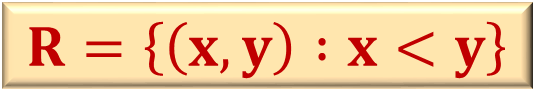 R = {(x, y) : x < y}